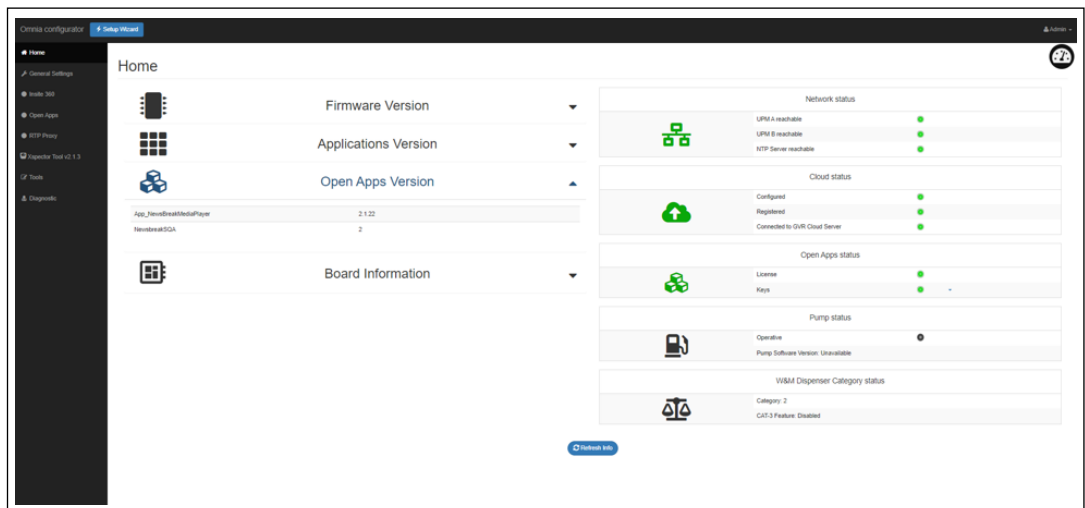 Omnia configurator
Setup Wizard
Admin
Home
General Settings
Insite 360
Open Apps
RTP Proxy
Xspector Tool v2.1.3
Tools
Diagnostic
Home
Firmware Version
Applications Version
Open Apps Version
App_NewsBreakMediaPlayer 2.1.22
NewsbreakSQA 2
Board Information
Network status
UPM A reachable
UPM B reachable
NTP Server reachable
Cloud status
Configured
Registered
Connected to GVR Cloud Server
Open Apps status
License
Keys
Pump status
Operative
Pump Software Version: Unavailable
W&M Dispenser Category status
Category: 2
CAT-3 Feature: Disabled
Refresh Info